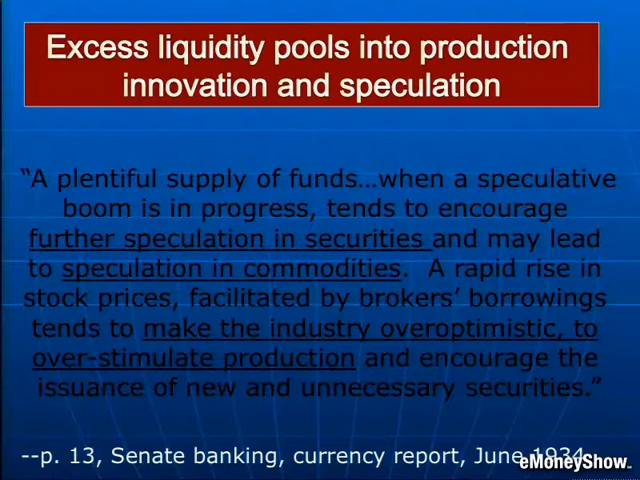 Excess liquidity pools into production
innovation and speculation
“A plentiful supply of funds…when a speculative
boom is in progress, tends to encourage
further speculation in securities and may lead
to speculation in commodities.  A rapid rise in
stock prices, facilitated by brokers’ borrowings
tends to make the industry overoptimistic, to
over-stimulate production and encourage the
issuance of new and unnecessary securities.”
--p. 13, Senate banking, currency report, June 1934
eMoneyShow